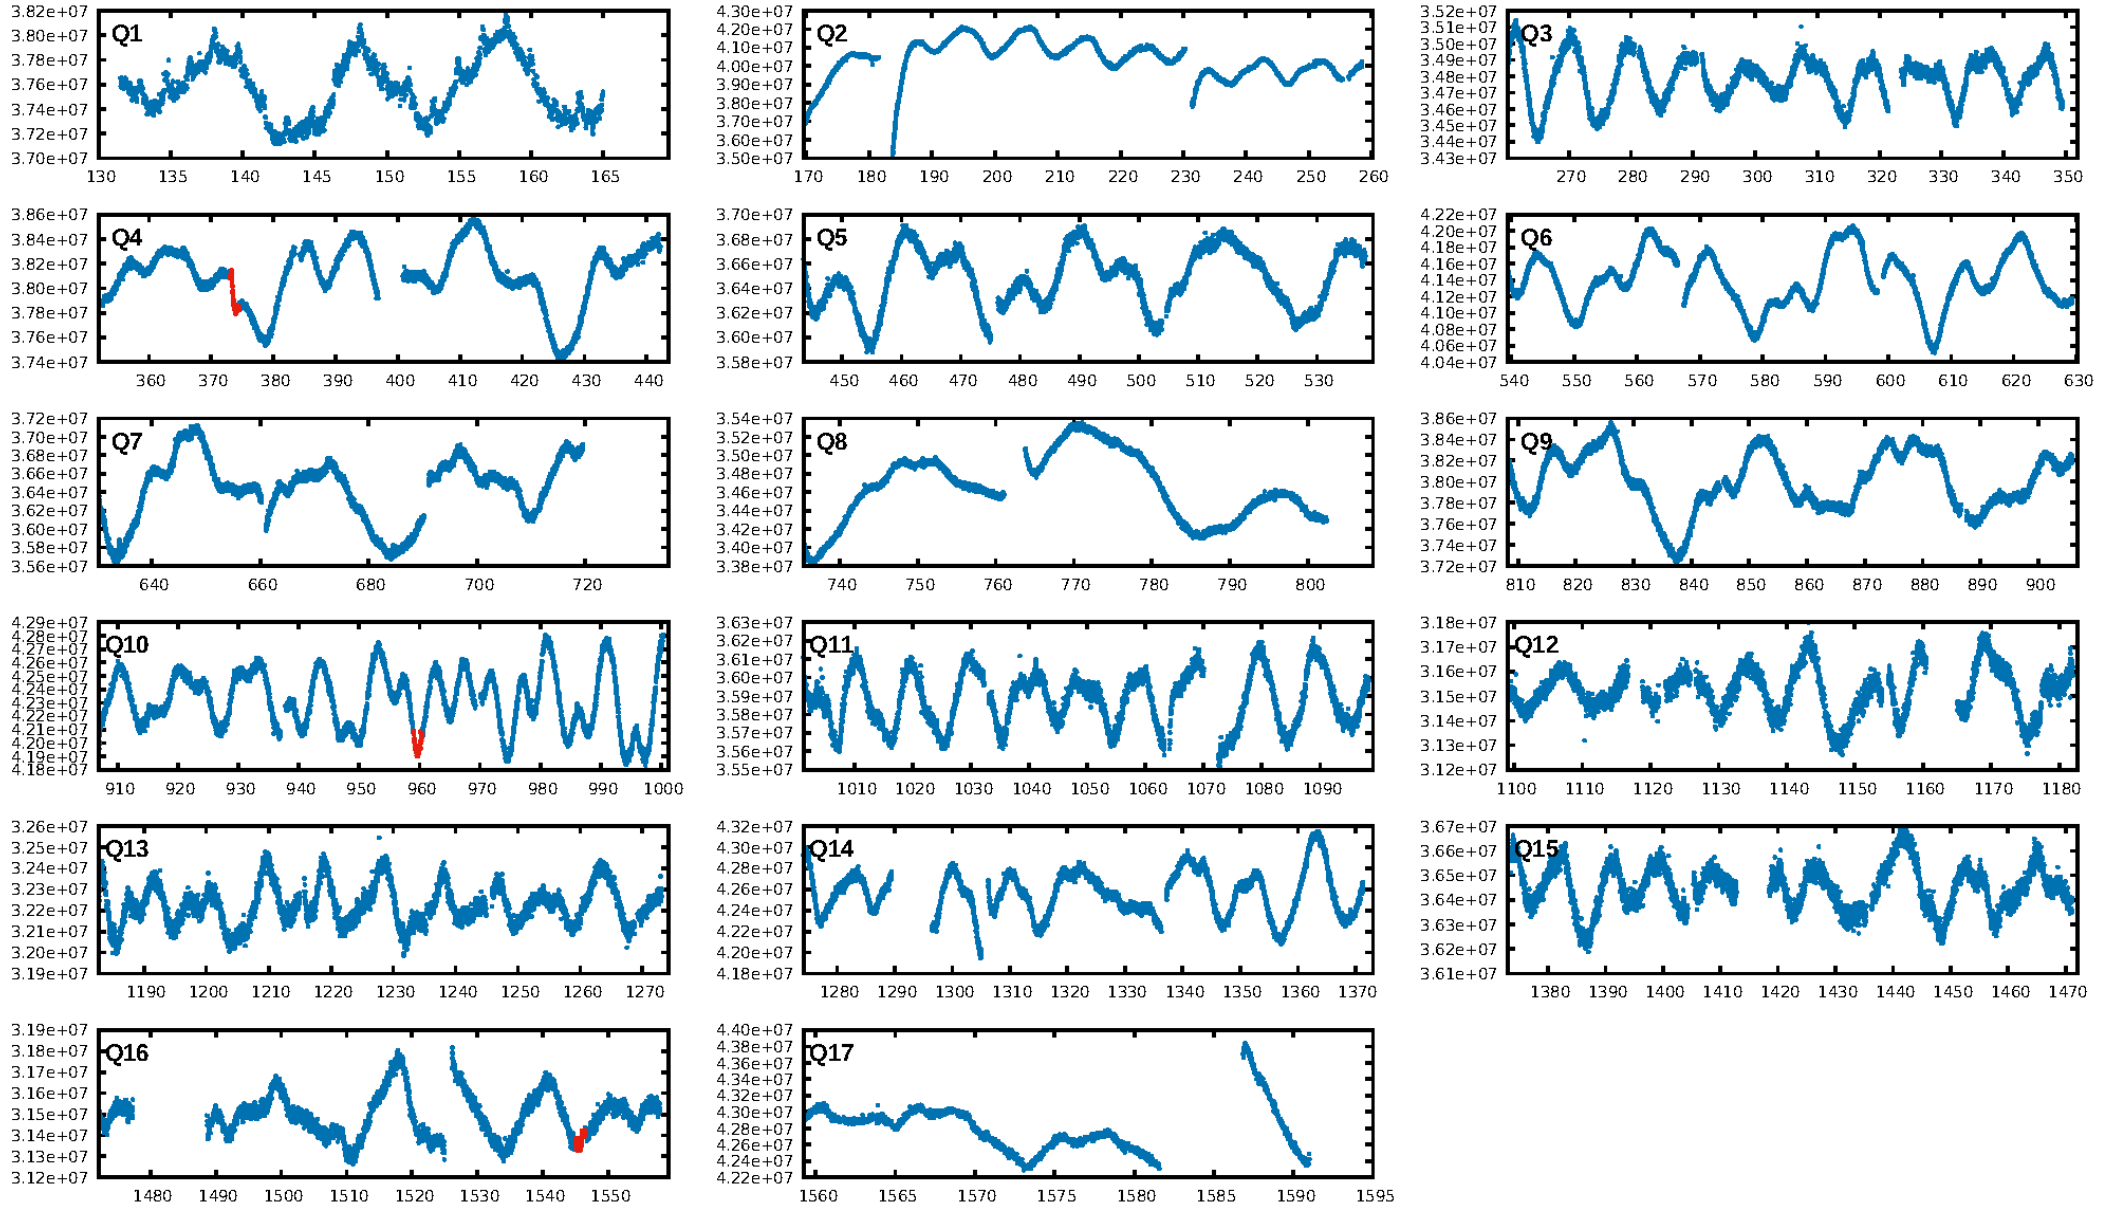 3.82e+07 3.80e+07 3.78e+07 3.76e+07 3.74e+07 3.72e+07 3.70e+07
Q1
130 135 140 145 150 155 160 165
4.30e+07 4.20e+07 4.10e+07 4.00e+07 3.90e+07 3.80e+07 3.70e+07 3.60e+07 3.50e+07
Q2
170 180 190 200 210 220 230 240 250 260
3.52e+07 3.51e+07 3.50e+07 3.49e+07 3.48e+07 3.47e+07 3.46e+07 3.45e+07 3.44e+07 3.43e+07
Q3
270 280 290 300 310 320 330 340 350
3.86e+07 3.84e+07 3.82e+07 3.80e+07 3.78e+07 3.76e+07 3.74e+07
Q4
360 370 380 390 400 410 420 430 440
3.70e+07 3.68e+07 3.66e+07 3.64e+07 3.62e+07 3.60e+07 3.58e+07
Q5
450 460 470 480 490 500 510 520 530
4.22e+07 4.20e+07 4.18e+07 4.16e+07 4.14e+07 4.12e+07 4.10e+07 4.08e+07 4.06e+07 4.04e+07
Q6
540 550 560 570 580 590 600 610 620 630
3.72e+07 3.70e+07 3.68e+07 3.66e+07 3.64e+07 3.62e+07 3.60e+07 3.58e+07 3.56e+07
Q7
640 660 680 700 720
3.54e+07 3.52e+07 3.50e+07 3.48e+07 3.46e+07 3.44e+07 3.42e+07 3.40e+07 3.38e+07
Q8
740 750 760 770 780 790 800
3.86e+07 3.84e+07 3.82e+07 3.80e+07 3.78e+07 3.76e+07 3.74e+07 3.72e+07
Q9
810 820 830 840 850 860 870 880 890 900
4.29e+07 4.28e+07 4.26e+07 4.25e+07 4.24e+07 4.23e+07 4.22e+07 4.21e+07 4.20e+07 4.19e+07 4.18e+07
Q10
910 920 930 940 950 960 970 980 990 1000
3.63e+07 3.62e+07 3.61e+07 3.60e+07 3.59e+07 3.58e+07 3.57e+07 3.56e+07 3.55e+07
Q11
1010 1020 1030 1040 1050 1060 1070 1080 1090
3.18e+07 3.17e+07 3.16e+07 3.15e+07 3.14e+07 3.13e+07 3.12e+07
Q12
1100 1110 1120 1130 1140 1150 1160 1170 1180
3.26e+07 3.25e+07 3.24e+07 3.23e+07 3.22e+07 3.21e+07 3.20e+07 3.19e+07
Q13
1190 1200 1210 1220 1230 1240 1250 1260 1270
4.32e+07 4.30e+07 4.28e+07 4.26e+07 4.24e+07 4.22e+07 4.20e+07 4.18e+07
Q14
1280 1290 1300 1310 1320 1330 1340 1350 1360 1370
3.67e+07 3.66e+07 3.65e+07 3.64e+07 3.63e+07 3.62e+07 3.61e+07
Q15
1380 1390 1400 1410 1420 1430 1440 1450 1460 1470
3.19e+07 3.18e+07 3.17e+07 3.16e+07 3.15e+07 3.14e+07 3.13e+07 3.12e+07
Q16
1480 1490 1500 1510 1520 1530 1540 1550
4.40e+07 4.38e+07 4.36e+07 4.34e+07 4.32e+07 4.30e+07 4.28e+07 4.26e+07 4.24e+07 4.22e+07
Q17
1560 1565 1570 1575 1580 1585 1590 1595